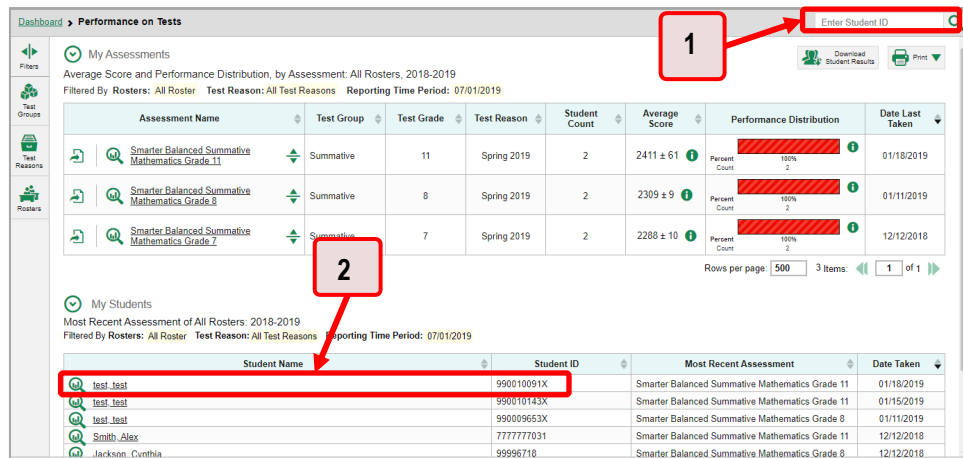 Dashboard > Performance on Tests
Enter Student ID
1
Filters
Test Groups
Test Reasons
Rosters
My Assessments
Download Student Results
Print
Average Score and Performance Distribution, by Assessment: All Rosters, 2018-2019
Filtered By Rosters: All Roster Test Reason: All Test Reasons Reporting Time Period: 07/01/2019
Assessment Name Test Group Test Grade Test Reason Student Count Average Score Performance Distribution Date Last Taken
Smarter Balanced Summative Mathematics Grade 11 Summative 11 Spring 2019 2 2411 ± 61 Percent 100% Count 2 01/18/2019
Smarter Balanced Summative Mathematics Grade 8 Summative 8 Spring 2019 2 2309 ± 9 Percent 100% Count 2 01/11/2019
Smarter Balanced Summative Mathematics Grade 7 Summative 7 Spring 2019 2 2288 ± 10 Percent 100% Count 2 12/12/2018
Rows per page: 500 3 Items: 1 of 1
2
My Students
Most Recent Assessment of All Rosters: 2018-2019
Filtered By Rosters: All Roster Test Reason: All Test Reasons Reporting Time Period: 07/01/2019
Student Name Student ID Most Recent Assessment Date Taken
test, test 990010091X Smarter Balanced Summative Mathematics Grade 11 01/18/2019
test, test 990010143X Smarter Balanced Summative Mathematics Grade 11 01/15/2019
test, test 990009653X Smarter Balanced Summative Mathematics Grade 8 01/11/2019
Smith, Alex 7777777031 Smarter Balanced Summative Mathematics Grade 11 12/12/2018
Jackson, Cynthia 99996718 Smarter Balanced Summative Mathematics Grade 8 12/12/2018